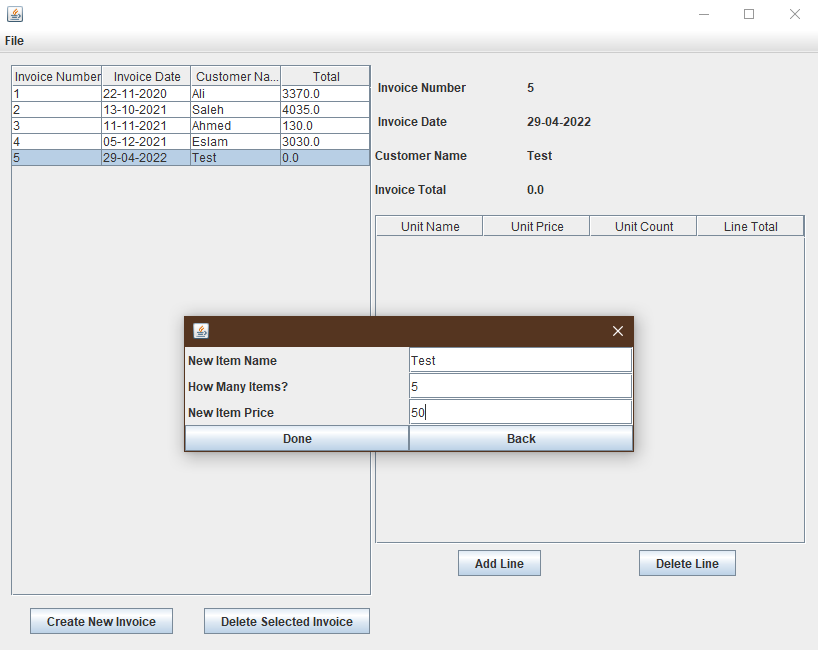 File
Invoice Number Invoice Date Customer Na... Total
1 22-11-2020 Ali 3370.0
2 13-10-2021 Saleh 4035.0
3 11-11-2021 Ahmed 130.0
4 05-12-2021 Eslam 3030.0
5 29-04-2022 Test 0.0
Invoice Number 5
Invoice Date 29-04-2022
Customer Name Test
Invoice Total 0.0
Unit Name Unit Price Unit Count Line Total
New Item Name Test
How Many Items? 5
New Item Price 50
Done Back
Add Line Delete Line
Create New Invoice Delete Selected Invoice